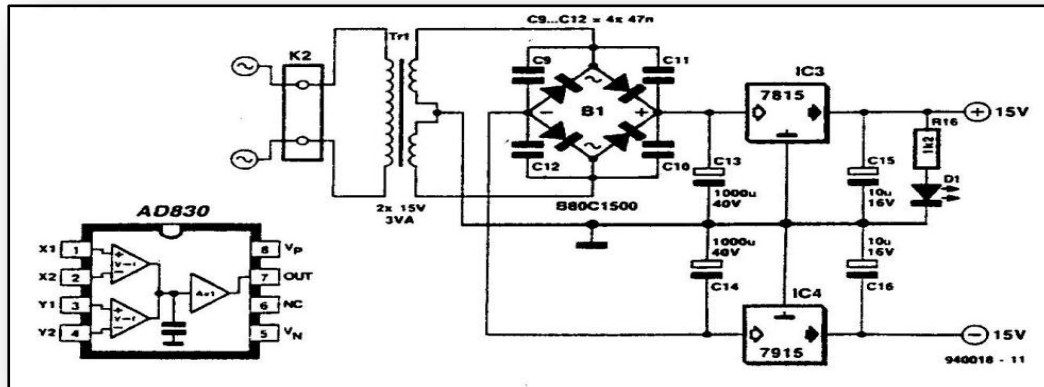 C9...C12 = 4x 47n
Tr1
K2
C9
C11
IC3
7815
15V
B1
R16
1k2
C12
C10
C13
1000u
40V
C15
10u
16V
D1
2x 15V
3VA
B80C1500
AD830
X1 1
X2 2
Y1 3
Y2 4
V-I
V-I
A=1
8 VP
7 OUT
6 NC
5 VN
1000u
40V
C14
10u
16V
C16
IC4
7915
15V
940018 - 11